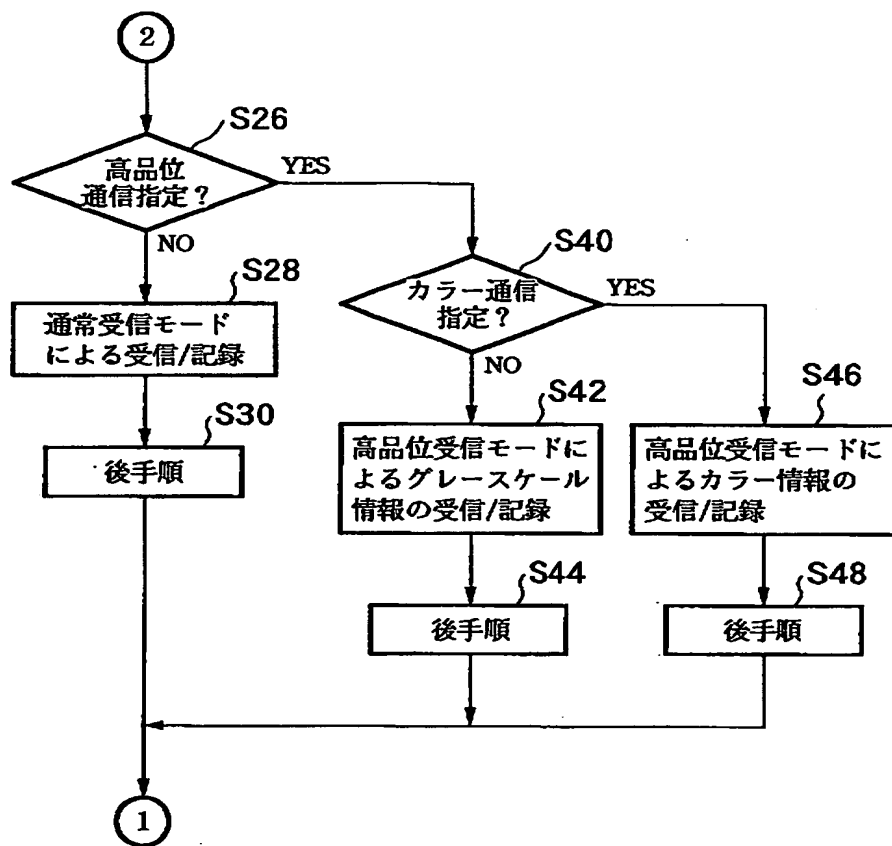 2
S26
高品位
通信指定？
YES
NO
S28
通常受信モード
による受信/記録
S30
後手順
S40
カラー通信
指定？
YES
NO
S42
高品位受信モードに
よるグレースケール
情報の受信/記録
S44
後手順
S46
高品位受信モードに
よるカラー情報の
受信/記録
S48
後手順
1